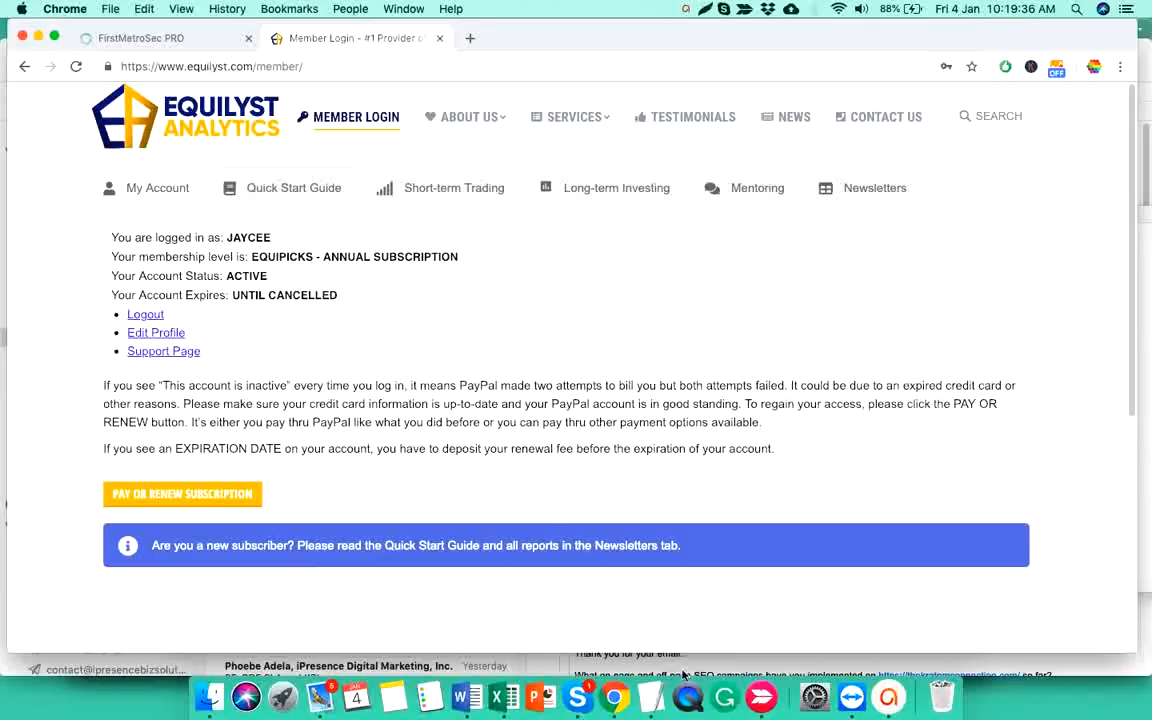 Chrome File Edit View History Bookmarks People Window Help 88% Fri 4 Jan 10:19:36 AM
FirstMetroSec PRO
Member Login - #1 Provider o
https://www.equilyst.com/member/
OFF
EQUILYST
ANALYTICS
MEMBER LOGIN ABOUT US SERVICES TESTIMONIALS NEWS CONTACT US SEARCH
My Account Quick Start Guide Short-term Trading Long-term Investing Mentoring Newsletters
You are logged in as: JAYCEE
Your membership level is: EQUIPICKS - ANNUAL SUBSCRIPTION
Your Account Status: ACTIVE
Your Account Expires: UNTIL CANCELLED
Logout
Edit Profile
Support Page
If you see “This account is inactive” every time you log in, it means PayPal made two attempts to bill you but both attempts failed. It could be due to an expired credit card or
other reasons. Please make sure your credit card information is up-to-date and your PayPal account is in good standing. To regain your access, please click the PAY OR
RENEW button. It’s either you pay thru PayPal like what you did before or you can pay thru other payment options available.
If you see an EXPIRATION DATE on your account, you have to deposit your renewal fee before the expiration of your account.
PAY OR RENEW SUBSCRIPTION
Are you a new subscriber? Please read the Quick Start Guide and all reports in the Newsletters tab.
contact@ipresencebizsolut...
Phoebe Adela, iPresence Digital Marketing, Inc. Yesterday
Thank you for your email.